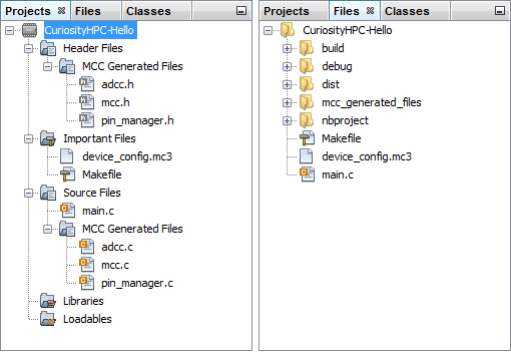 Projects Files Classes
CuriosityHPC-Hello
Header Files
MCC Generated Files
adcc.h
mcc.h
pin_manager.h
Important Files
device_config.mc3
Makefile
Source Files
main.c
MCC Generated Files
adcc.c
mcc.c
pin_manager.c
Libraries
Loadables
Projects Files Classes
CuriosityHPC-Hello
build
debug
dist
mcc_generated_files
nbproject
Makefile
device_config.mc3
main.c